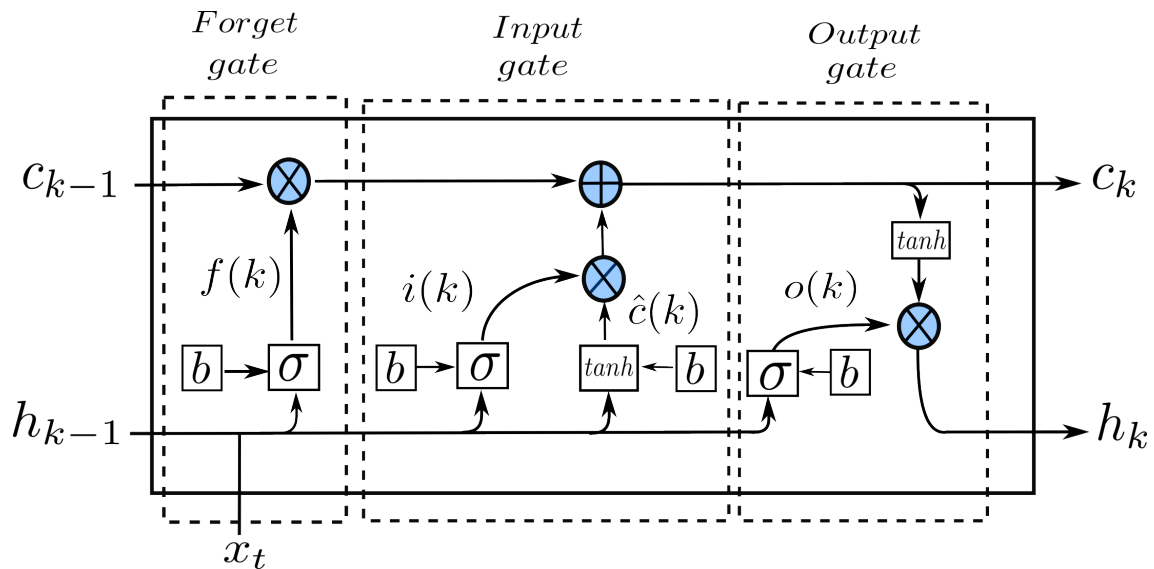 Forget
gate
Input
gate
Output
gate
c_{k-1}
c_k
tanh
f(k)
i(k)
ĉ(k)
o(k)
b
σ
b
σ
tanh
b
σ
b
h_{k-1}
h_k
x_t